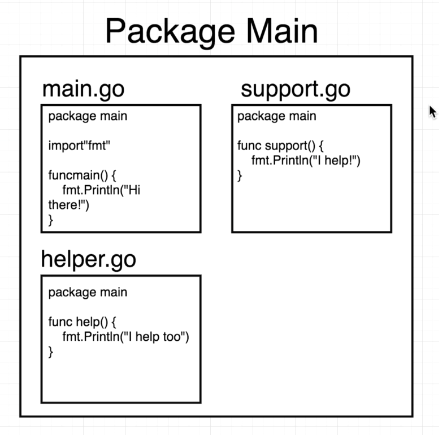 Package Main
main.go
package main
import"fmt"
funcmain() {
fmt.Println("Hi
there!")
}
support.go
package main
func support() {
fmt.Println("I help!")
}
helper.go
package main
func help() {
fmt.Println("I help too")
}